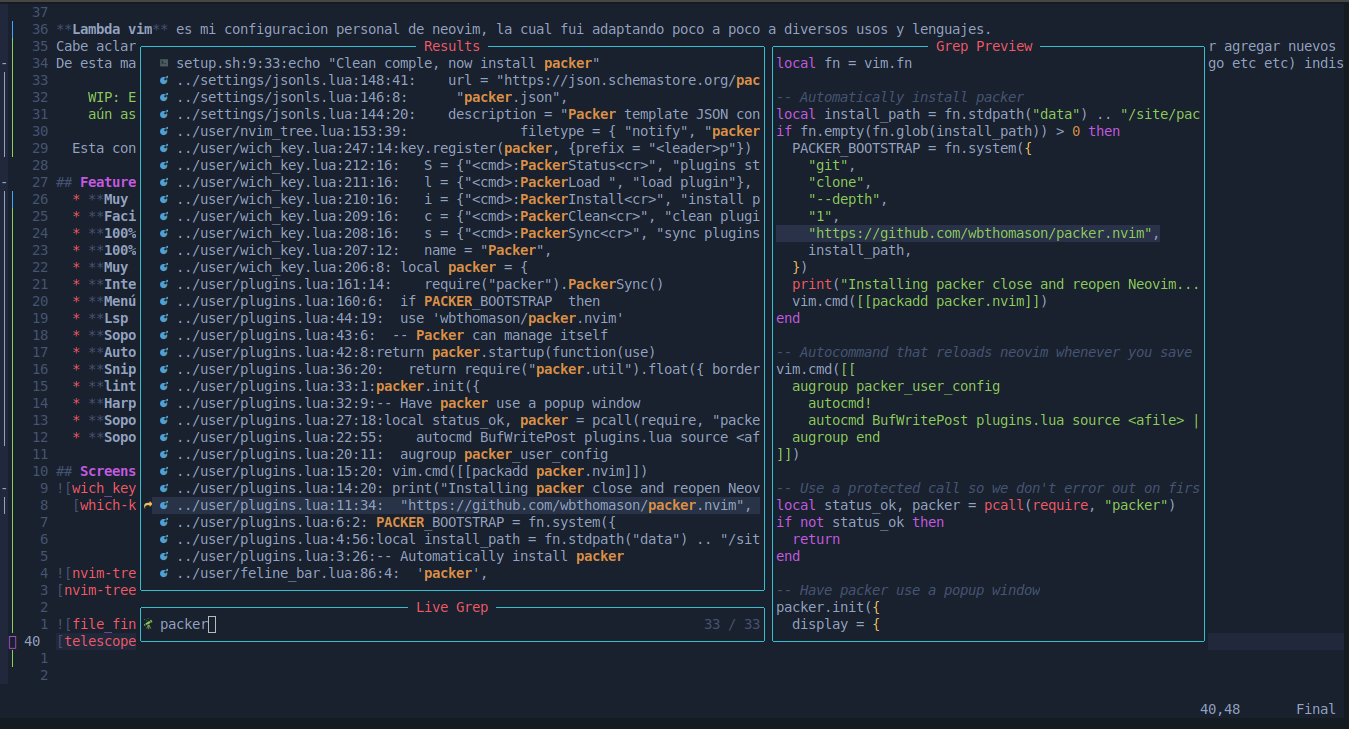 37
36 **Lambda vim** es mi configuracion personal de neovim, la cual fui adaptando poco a poco a diversos usos y lenguajes.
35 Cabe aclar
r agregar nuevos
34 De esta ma
go etc etc) indis
33
32 WIP: E
31 aún as
30
29 Esta con
28
27 ## Feature
26 * **Muy
25 * **Faci
24 * **100%
23 * **100%
22 * **Muy
21 * **Inte
20 * **Menú
19 * **Lsp
18 * **Sopo
17 * **Auto
16 * **Snip
15 * **lint
14 * **Harp
13 * **Sopo
12 * **Sopo
11
10 ## Screens
9 ![wich_key
8 [which-k
7
6
5
4 ![nvim-tre
3 [nvim-tree
2
1 ![file_fin
40 [telescope
1
2
Results
setup.sh:9:33:echo "Clean comple, now install packer"
../settings/jsonls.lua:148:41: url = "https://json.schemastore.org/pac
../settings/jsonls.lua:146:8: "packer.json",
../settings/jsonls.lua:144:20: description = "Packer template JSON con
../user/nvim_tree.lua:153:39: filetype = { "notify", "packer
../user/wich_key.lua:247:14:key.register(packer, {prefix = "<leader>p"})
../user/wich_key.lua:212:16: S = {"<cmd>:PackerStatus<cr>", "plugins st
../user/wich_key.lua:211:16: l = {"<cmd>:PackerLoad ", "load plugin"},
../user/wich_key.lua:210:16: i = {"<cmd>:PackerInstall<cr>", "install p
../user/wich_key.lua:209:16: c = {"<cmd>:PackerClean<cr>", "clean plugi
../user/wich_key.lua:208:16: s = {"<cmd>:PackerSync<cr>", "sync plugins
../user/wich_key.lua:207:12: name = "Packer",
../user/wich_key.lua:206:8: local packer = {
../user/plugins.lua:161:14: require("packer").PackerSync()
../user/plugins.lua:160:6: if PACKER_BOOTSTRAP then
../user/plugins.lua:44:19: use 'wbthomason/packer.nvim'
../user/plugins.lua:43:6: -- Packer can manage itself
../user/plugins.lua:42:8:return packer.startup(function(use)
../user/plugins.lua:36:20: return require("packer.util").float({ border
../user/plugins.lua:33:1:packer.init({
../user/plugins.lua:32:9:-- Have packer use a popup window
../user/plugins.lua:27:18:local status_ok, packer = pcall(require, "packe
../user/plugins.lua:22:55: autocmd BufWritePost plugins.lua source <af
../user/plugins.lua:20:11: augroup packer_user_config
../user/plugins.lua:15:20: vim.cmd([[packadd packer.nvim]])
../user/plugins.lua:14:20: print("Installing packer close and reopen Neov
../user/plugins.lua:11:34: "https://github.com/wbthomason/packer.nvim",
../user/plugins.lua:6:2: PACKER_BOOTSTRAP = fn.system({
../user/plugins.lua:4:56:local install_path = fn.stdpath("data") .. "/sit
../user/plugins.lua:3:26:-- Automatically install packer
../user/feline_bar.lua:86:4: 'packer',
Live Grep
packer
33 / 33
Grep Preview
local fn = vim.fn
-- Automatically install packer
local install_path = fn.stdpath("data") .. "/site/pac
if fn.empty(fn.glob(install_path)) > 0 then
PACKER_BOOTSTRAP = fn.system({
"git",
"clone",
"--depth",
"1",
"https://github.com/wbthomason/packer.nvim",
install_path,
})
print("Installing packer close and reopen Neovim...
vim.cmd([[packadd packer.nvim]])
end
-- Autocommand that reloads neovim whenever you save
vim.cmd([[
augroup packer_user_config
autocmd!
autocmd BufWritePost plugins.lua source <afile> |
augroup end
]])
-- Use a protected call so we don't error out on firs
local status_ok, packer = pcall(require, "packer")
if not status_ok then
return
end
-- Have packer use a popup window
packer.init({
display = {
40,48 Final